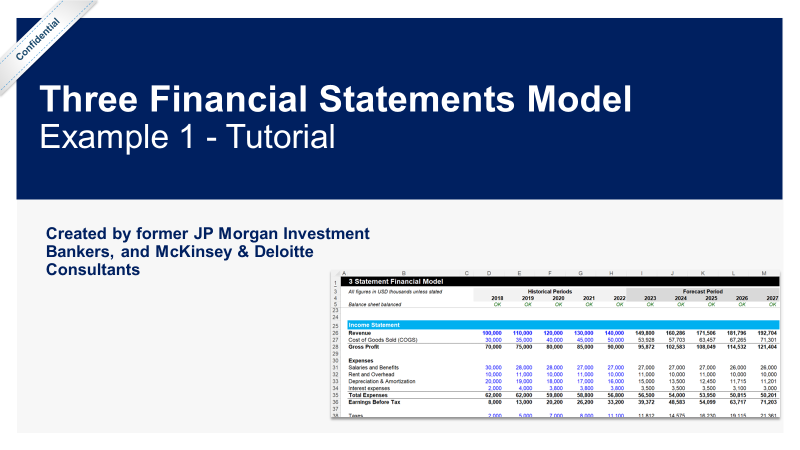 Confidential
Three Financial Statements Model
Example 1 - Tutorial
Created by former JP Morgan Investment
Bankers, and McKinsey & Deloitte
Consultants
A B C D E F G H I J K L M
1 3 Statement Financial Model
3 All figures in USD thousands unless stated Historical Periods Forecast Period
4 2018 2019 2020 2021 2022 2023 2024 2025 2026 2027
5 Balance sheet balanced OK OK OK OK OK OK OK OK OK OK
23
24
25 Income Statement
26 Revenue 100,000 110,000 120,000 130,000 140,000 149,800 160,286 171,506 181,796 192,704
27 Cost of Goods Sold (COGS) 30,000 35,000 40,000 45,000 50,000 53,928 57,703 63,457 67,265 71,301
28 Gross Profit 70,000 75,000 80,000 85,000 90,000 95,872 102,583 108,049 114,532 121,404
29
30 Expenses
31 Salaries and Benefits 30,000 28,000 28,000 27,000 27,000 27,000 27,000 27,000 26,000 26,000
32 Rent and Overhead 10,000 11,000 10,000 10,000 10,000 11,000 10,000 10,000 10,000 10,000
33 Depreciation & Amortization 20,000 19,000 18,000 17,000 16,000 15,000 13,500 12,450 11,715 11,201
34 Interest expenses 2,000 4,000 3,800 3,800 3,800 3,500 3,500 3,500 3,100 3,000
35 Total Expenses 62,000 62,000 59,800 58,800 56,800 56,500 54,000 53,950 50,815 50,201
36 Earnings Before Tax 8,000 13,000 20,200 26,200 33,200 39,372 48,583 54,099 63,717 71,203
37
38 Taxes 2,000 5,000 7,000 8,000 11,100 11,812 14,575 16,230 19,115 21,361